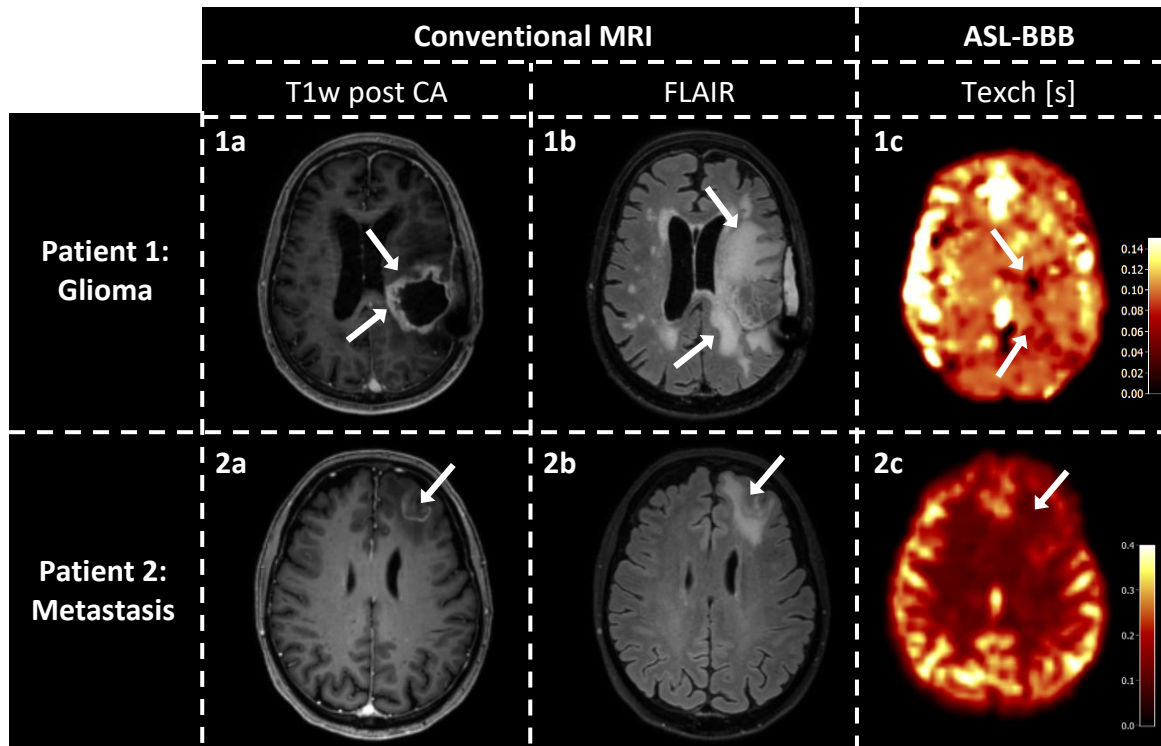 Conventional MRI
ASL-BBB
T1w post CA
FLAIR
Texch [s]
Patient 1:
Glioma
1a
1b
1c
0.14
0.12
0.10
0.08
0.06
0.04
0.02
0.00
Patient 2:
Metastasis
2a
2b
2c
0.4
0.3
0.2
0.1
0.0